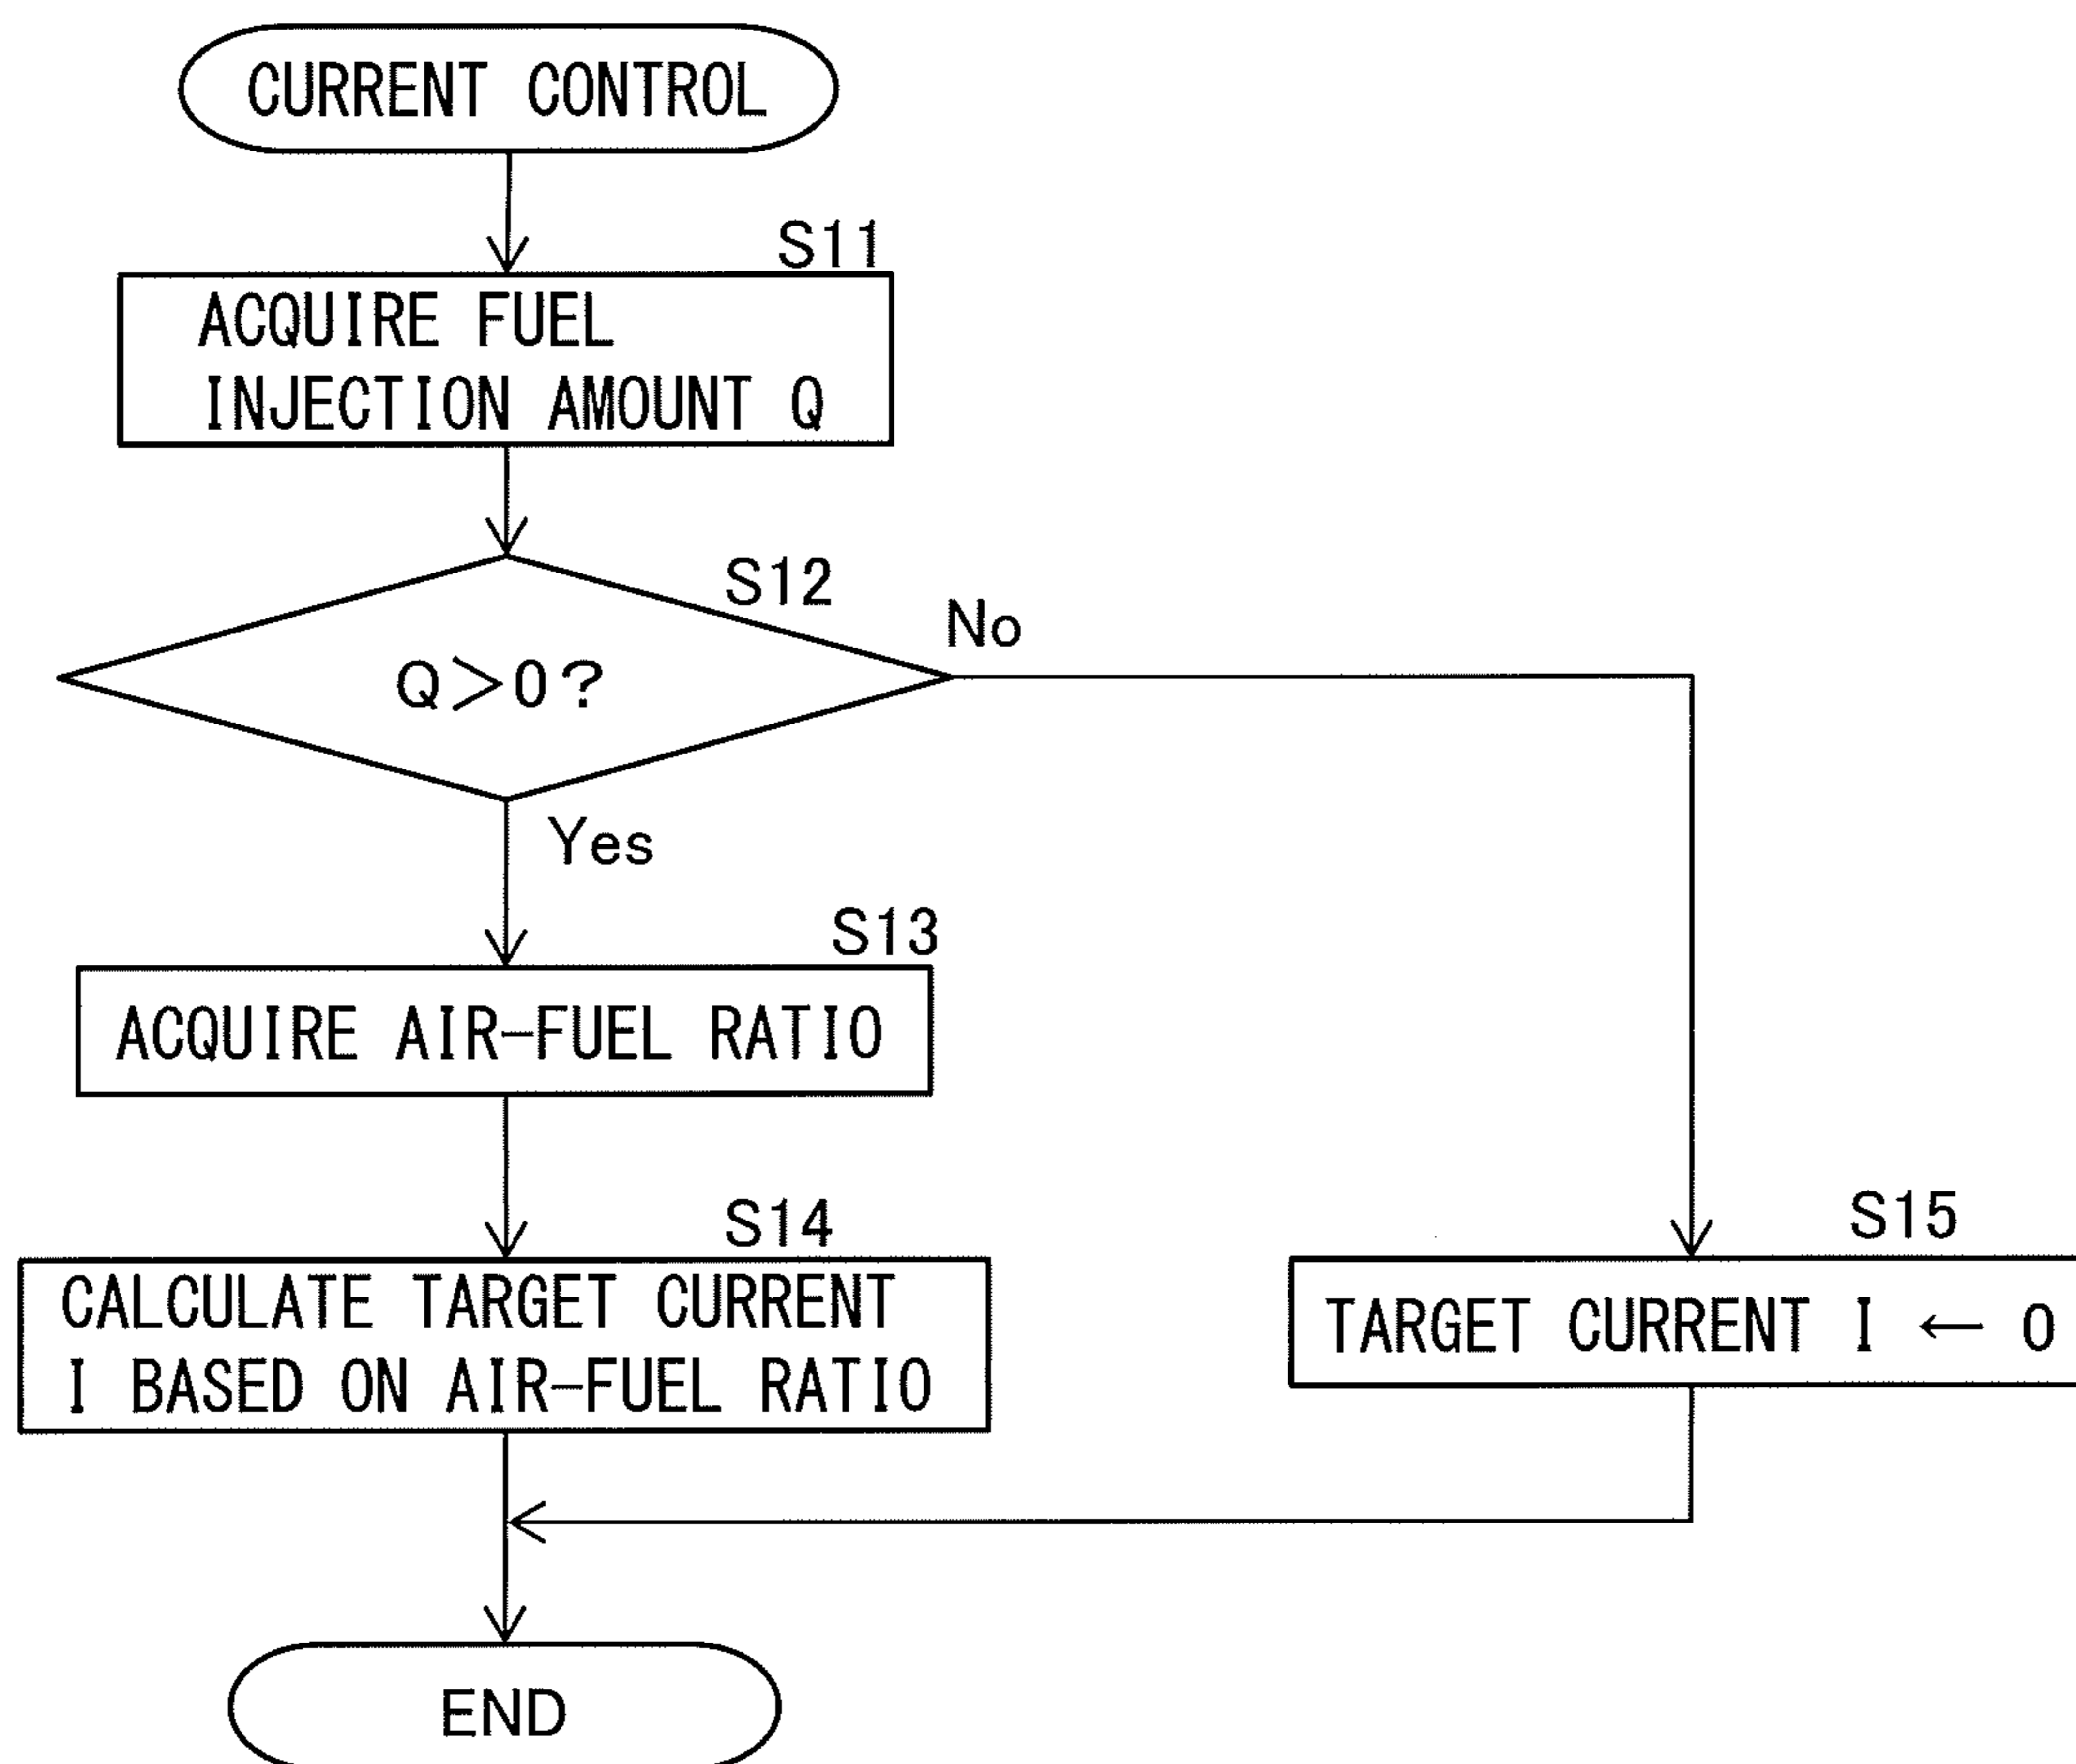 CURRENT CONTROL
S11
ACQUIRE FUEL
INJECTION AMOUNT Q
S12
Q>0?
No
Yes
S13
ACQUIRE AIR-FUEL RATIO
S14
CALCULATE TARGET CURRENT
I BASED ON AIR-FUEL RATIO
S15
TARGET CURRENT I ← 0
END